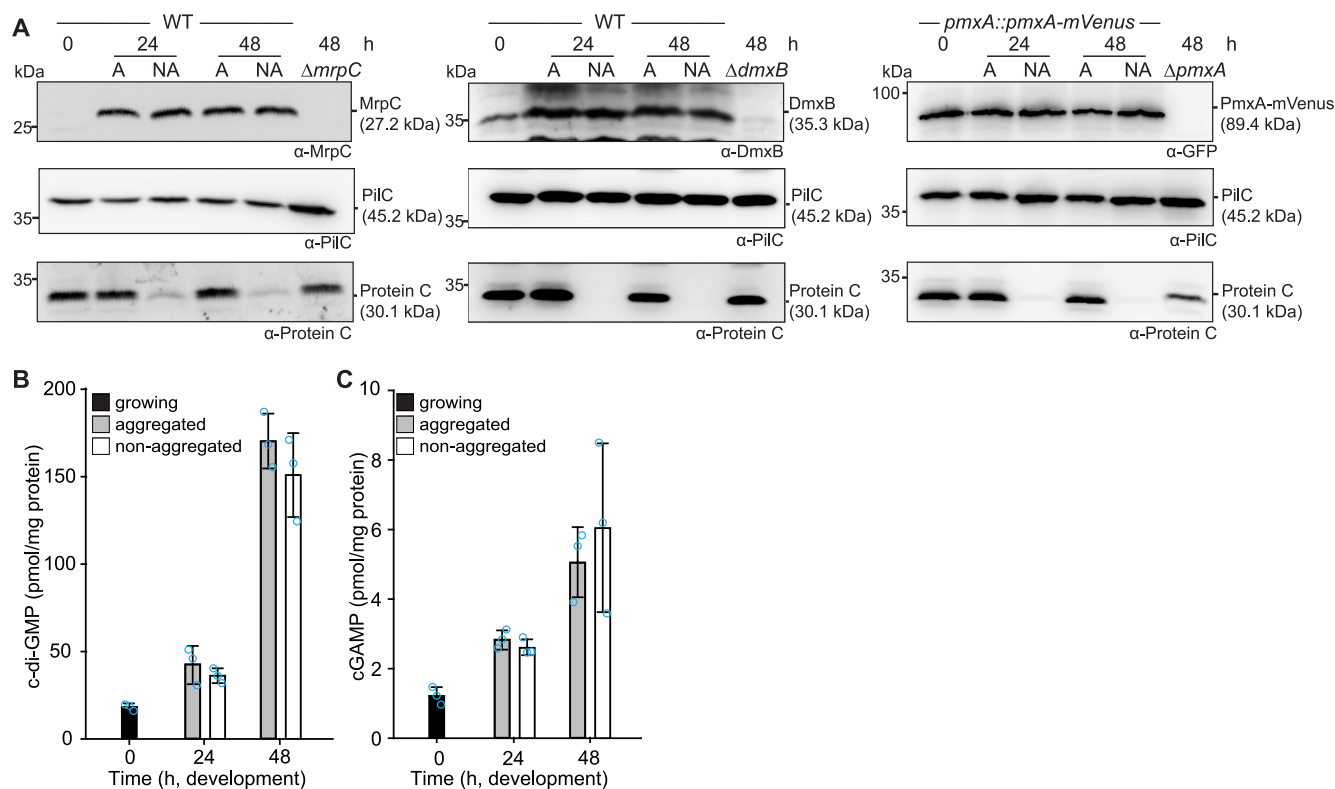 A
WT
0 24 48 48 h
kDa A NA A NA ΔmrpC
25
MrpC
(27.2 kDa)
α-MrpC
35
PilC
(45.2 kDa)
α-PilC
35
Protein C
(30.1 kDa)
α-Protein C
WT
0 24 48 48 h
kDa A NA A NA ΔdmxB
35
DmxB
(35.3 kDa)
α-DmxB
35
PilC
(45.2 kDa)
α-PilC
35
Protein C
(30.1 kDa)
α-Protein C
pmxA::pmxA-mVenus
0 24 48 48 h
kDa A NA A NA ΔpmxA
100
PmxA-mVenus
(89.4 kDa)
α-GFP
35
PilC
(45.2 kDa)
α-PilC
35
Protein C
(30.1 kDa)
α-Protein C
B
c-di-GMP (pmol/mg protein)
200
150
100
50
0
growing
aggregated
non-aggregated
0 24 48
Time (h, development)
C
cGAMP (pmol/mg protein)
10
8
6
4
2
0
growing
aggregated
non-aggregated
0 24 48
Time (h, development)